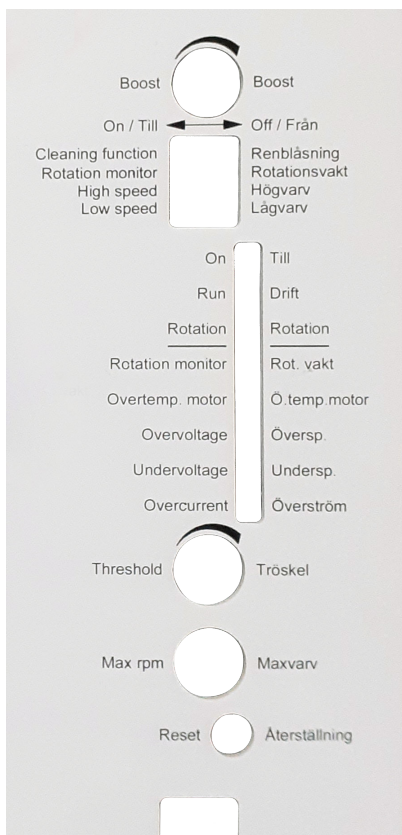 Boost Boost
On / Till Off / Från
Cleaning function Renblåsning
Rotation monitor Rotationsvakt
High speed Högvarv
Low speed Lågvarv
On Till
Run Drift
Rotation Rotation
Rotation monitor Rot. vakt
Overtemp. motor Ö.temp.motor
Overvoltage Översp.
Undervoltage Undersp.
Overcurrent Överström
Threshold Tröskel
Max rpm Maxvarv
Reset Återställning